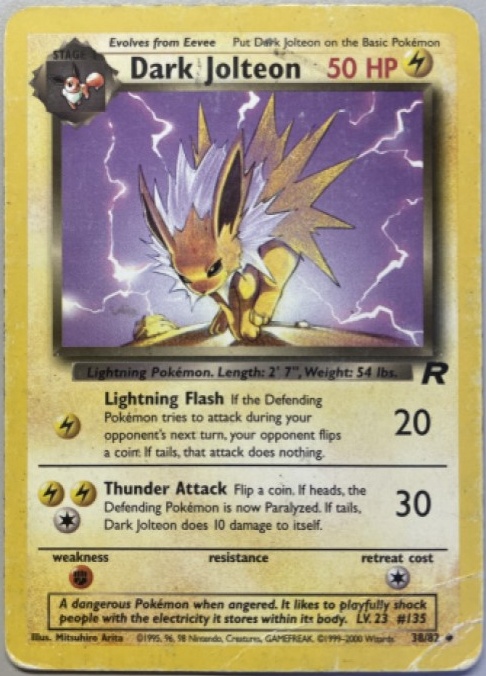 Evolves from Eevee Put Dark Jolteon on the Basic Pokémon
STAGE 1
Dark Jolteon 50 HP
Lightning Pokémon. Length: 2' 7", Weight: 54 lbs.
R
Lightning Flash If the Defending
Pokémon tries to attack during your
opponent's next turn, your opponent flips
a coin. If tails, that attack does nothing.
20
Thunder Attack Flip a coin. If heads, the
Defending Pokémon is now Paralyzed. If tails,
Dark Jolteon does 10 damage to itself.
30
weakness resistance retreat cost
A dangerous Pokémon when angered. It likes to playfully shock
people with the electricity it stores within its body. LV. 23 #135
Illus. Mitsuhiro Arita ©1995, 96, 98 Nintendo, Creatures, GAMEFREAK. ©1999-2000 Wizards. 38/82